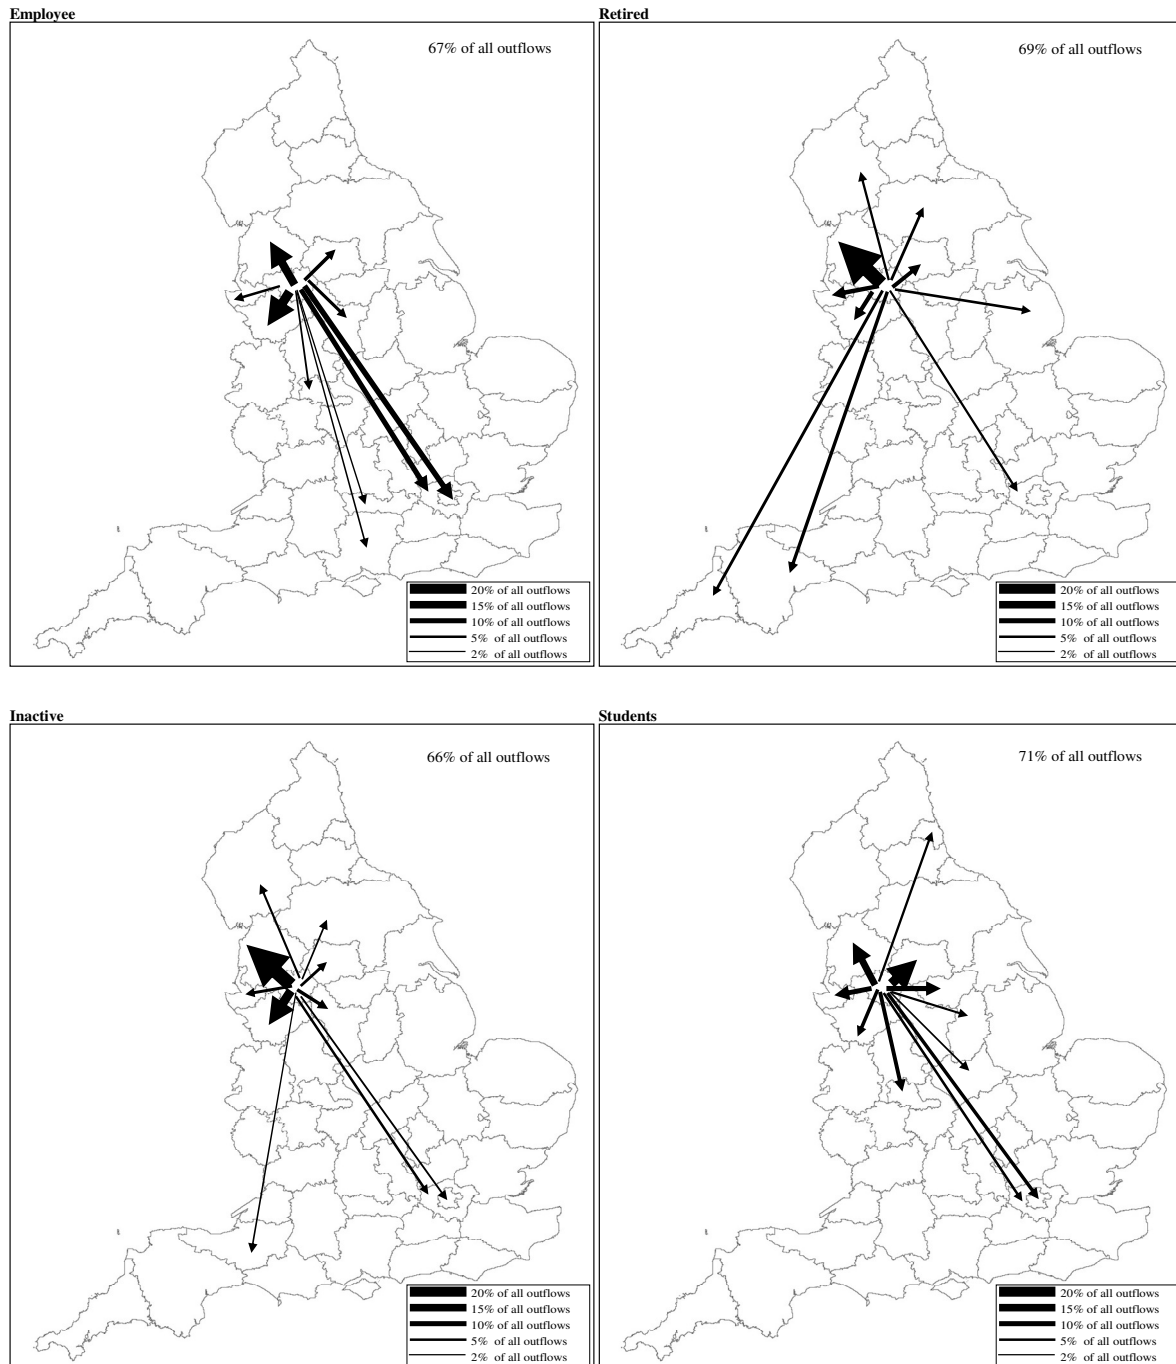 Employee
67% of all outflows
20% of all outflows
15% of all outflows
10% of all outflows
5% of all outflows
2% of all outflows
Retired
69% of all outflows
20% of all outflows
15% of all outflows
10% of all outflows
5% of all outflows
2% of all outflows
Inactive
66% of all outflows
20% of all outflows
15% of all outflows
10% of all outflows
5% of all outflows
2% of all outflows
Students
71% of all outflows
20% of all outflows
15% of all outflows
10% of all outflows
5% of all outflows
2% of all outflows